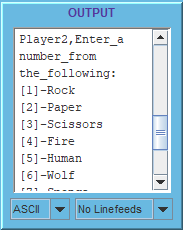 OUTPUT
Player2,Enter_a
number_from
the_following:
[1]-Rock
[2]-Paper
[3]-Scissors
[4]-Fire
[5]-Human
[6]-Wolf
ASCII
No Linefeeds